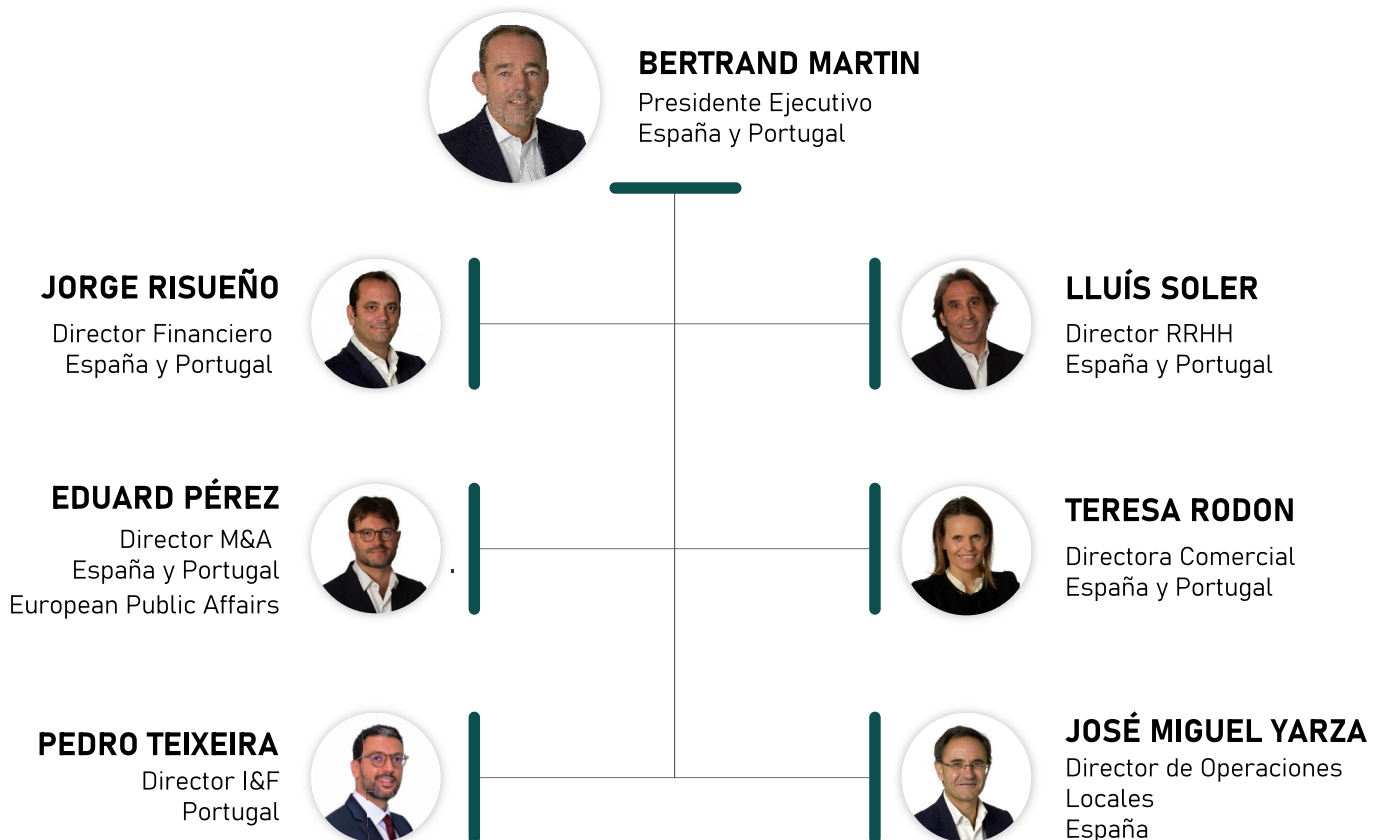 BERTRAND MARTIN
Presidente Ejecutivo
España y Portugal
JORGE RISUEÑO
Director Financiero
España y Portugal
LLUÍS SOLER
Director RRHH
España y Portugal
EDUARD PÉREZ
Director M&A
España y Portugal
European Public Affairs
TERESA RODON
Directora Comercial
España y Portugal
PEDRO TEIXEIRA
Director I&F
Portugal
JOSÉ MIGUEL YARZA
Director de Operaciones
Locales
España